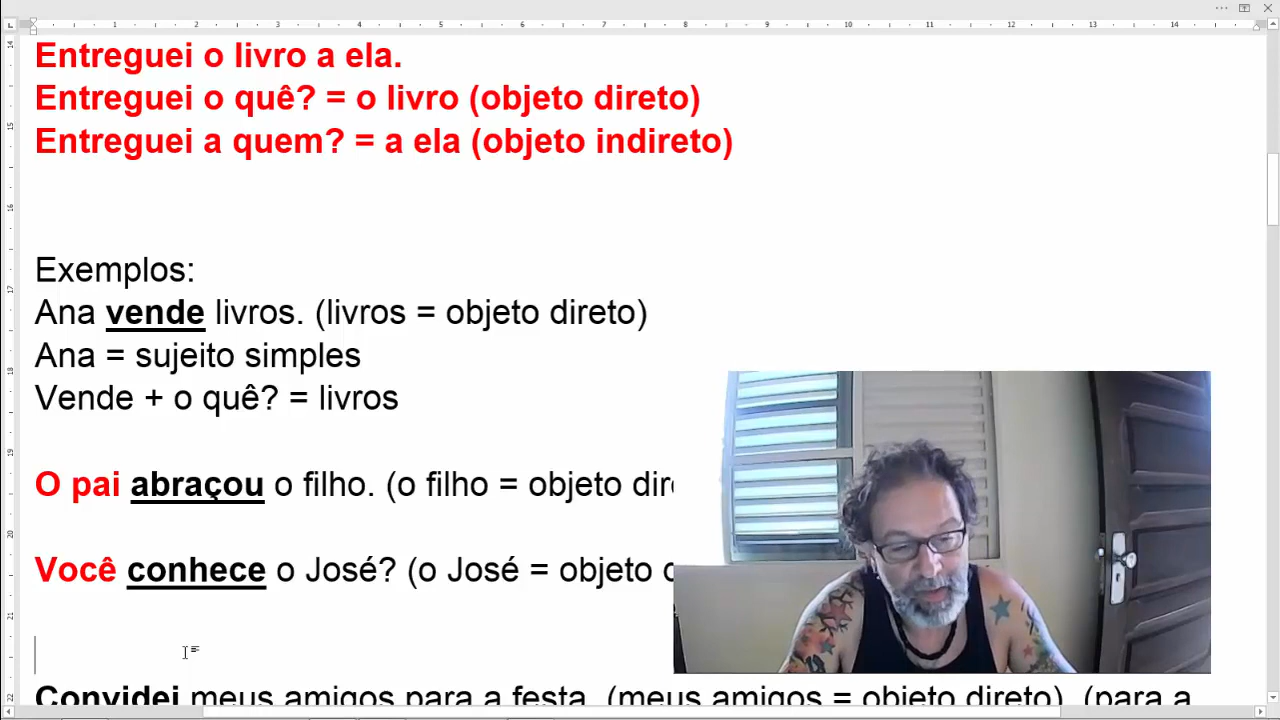 Entreguei o livro a ela.
Entreguei o quê? = o livro (objeto direto)
Entreguei a quem? = a ela (objeto indireto)
Exemplos:
Ana vende livros. (livros = objeto direto)
Ana = sujeito simples
Vende + o quê? = livros
O pai abraçou o filho. (o filho = objeto
Você conhece o José? (o José = objeto
Convidei meus amigos para a festa. (meus amigos = objeto direto), (para a